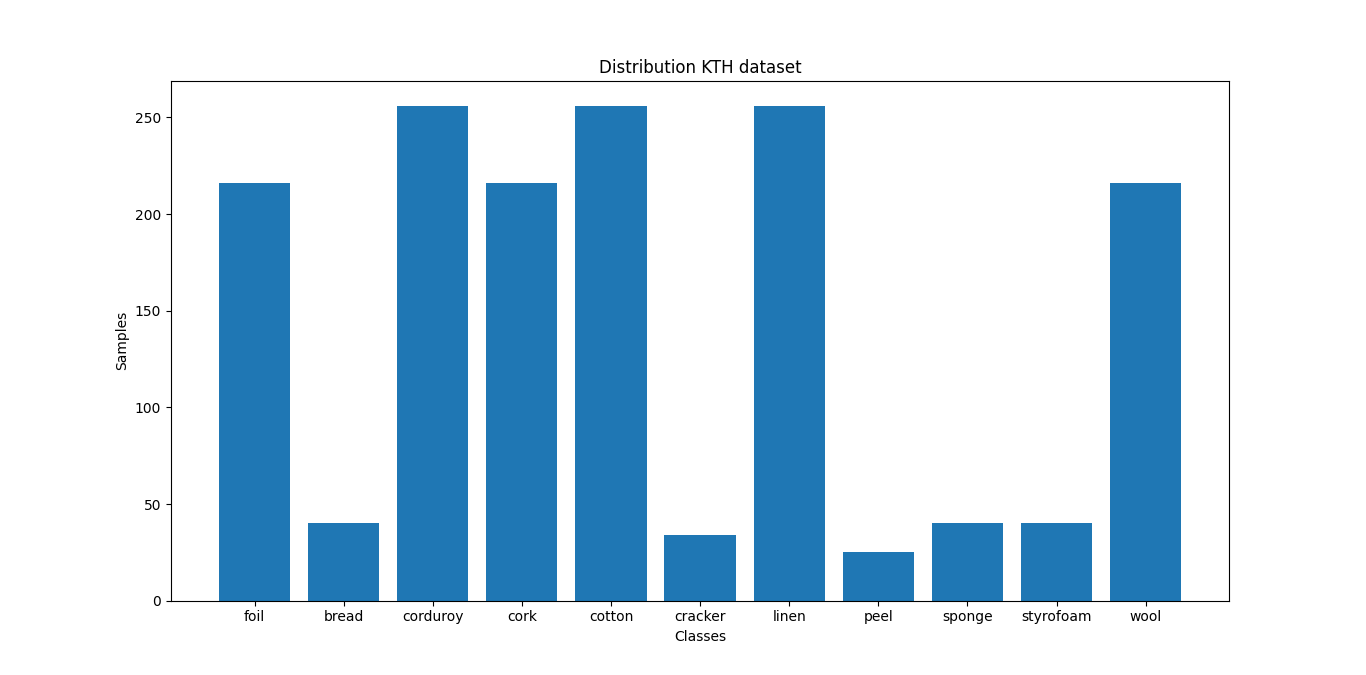 Distribution KTH dataset
250
200
150
100
50
0
Samples
foil bread corduroy cork cotton cracker linen peel sponge styrofoam wool
Classes